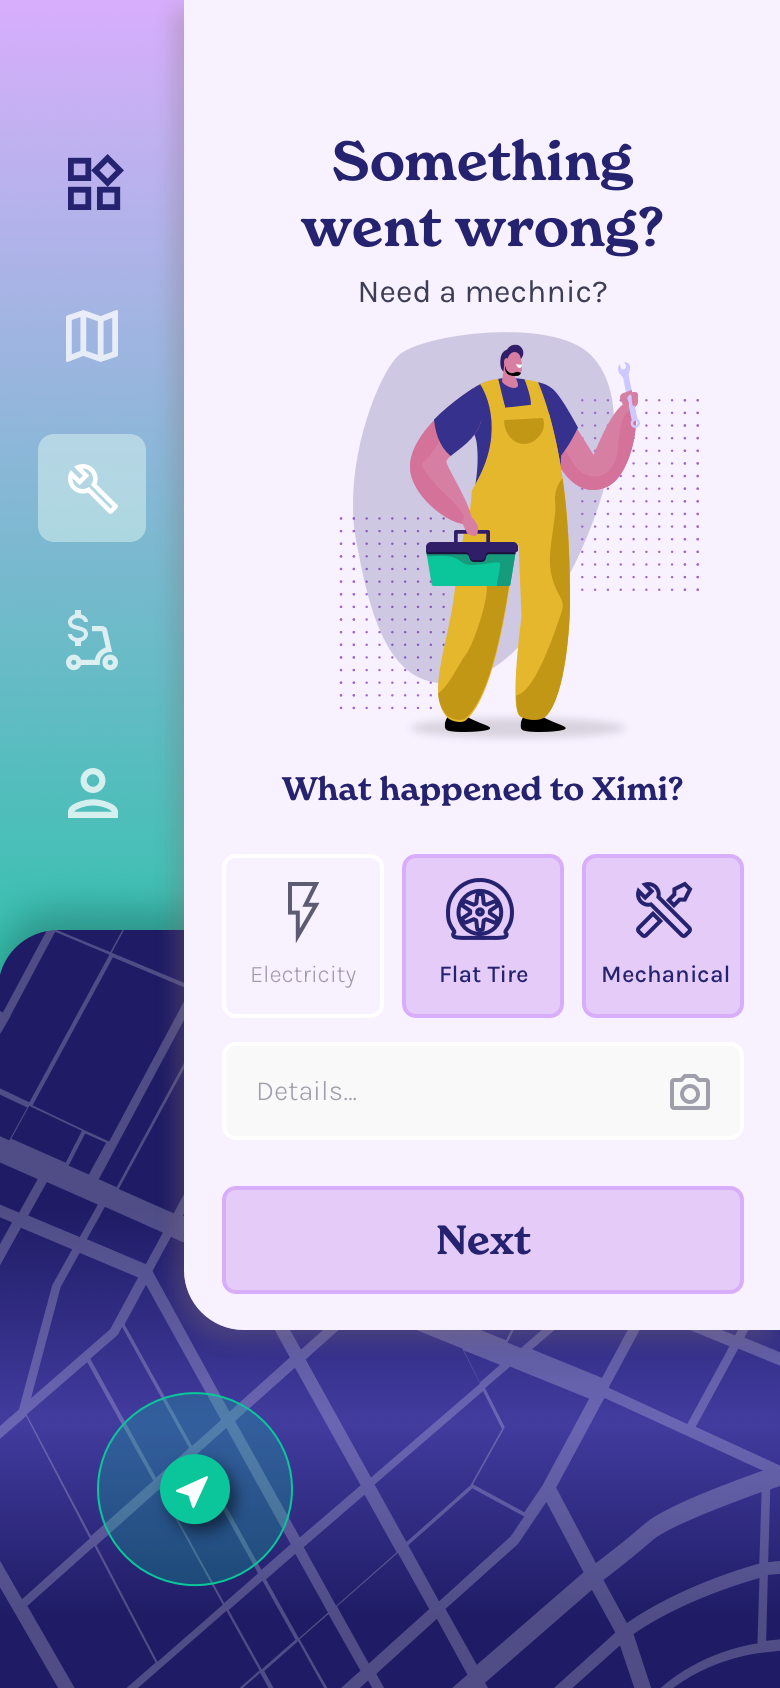 Something
went wrong?
Need a mechnic?
What happened to Ximi?
Electricity
Flat Tire
Mechanical
Details...
Next